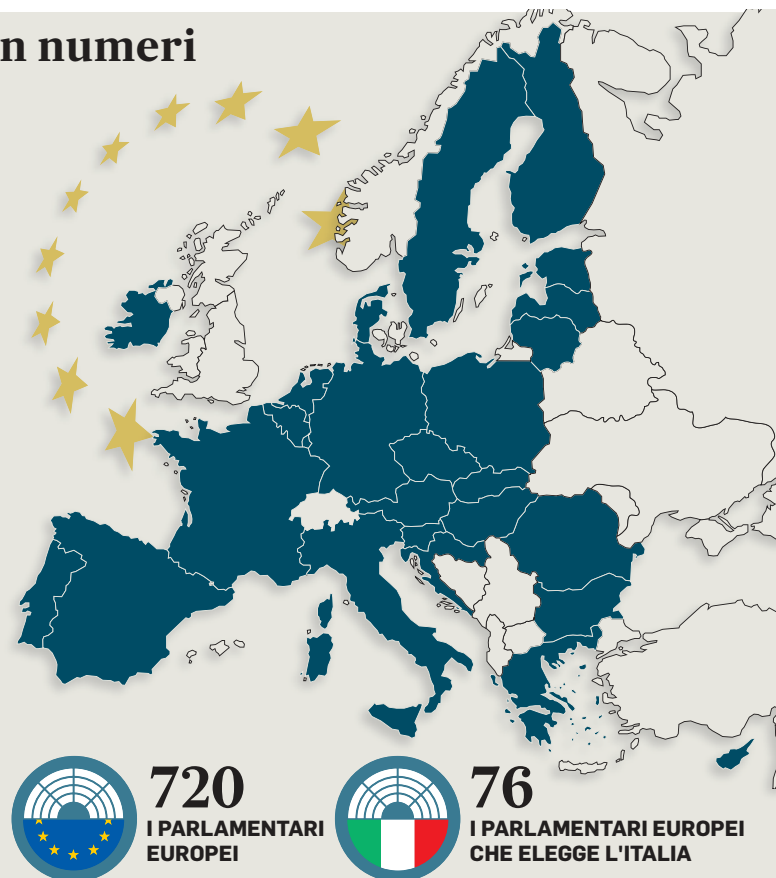 n numeri
720
I PARLAMENTARI
EUROPEI
76
I PARLAMENTARI EUROPEI
CHE ELEGGE L'ITALIA